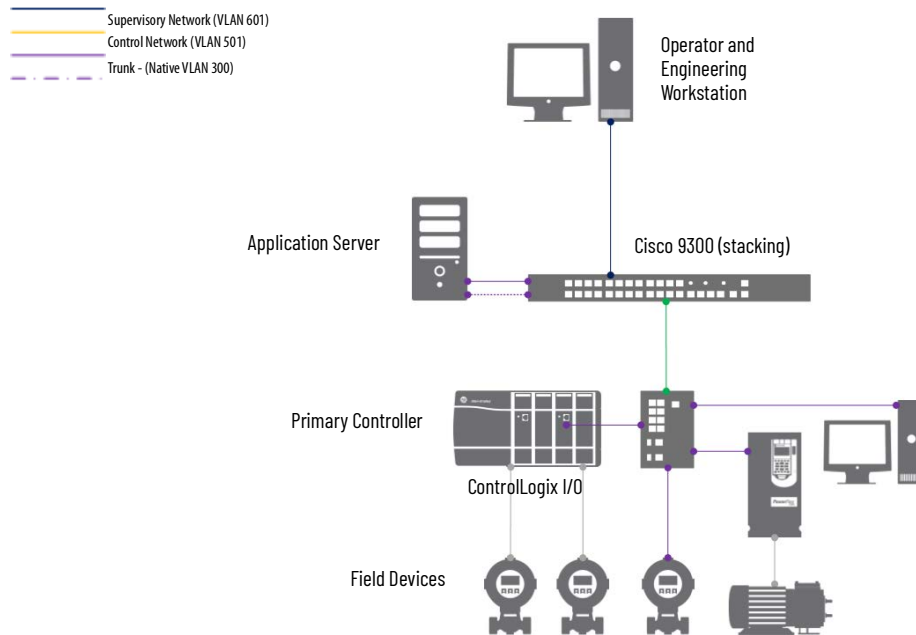 Supervisory Network (VLAN 601)
Control Network (VLAN 501)
Trunk - (Native VLAN 300)
Operator and
Engineering
Workstation
Application Server
Cisco 9300 (stacking)
Primary Controller
ControlLogix I/O
Field Devices